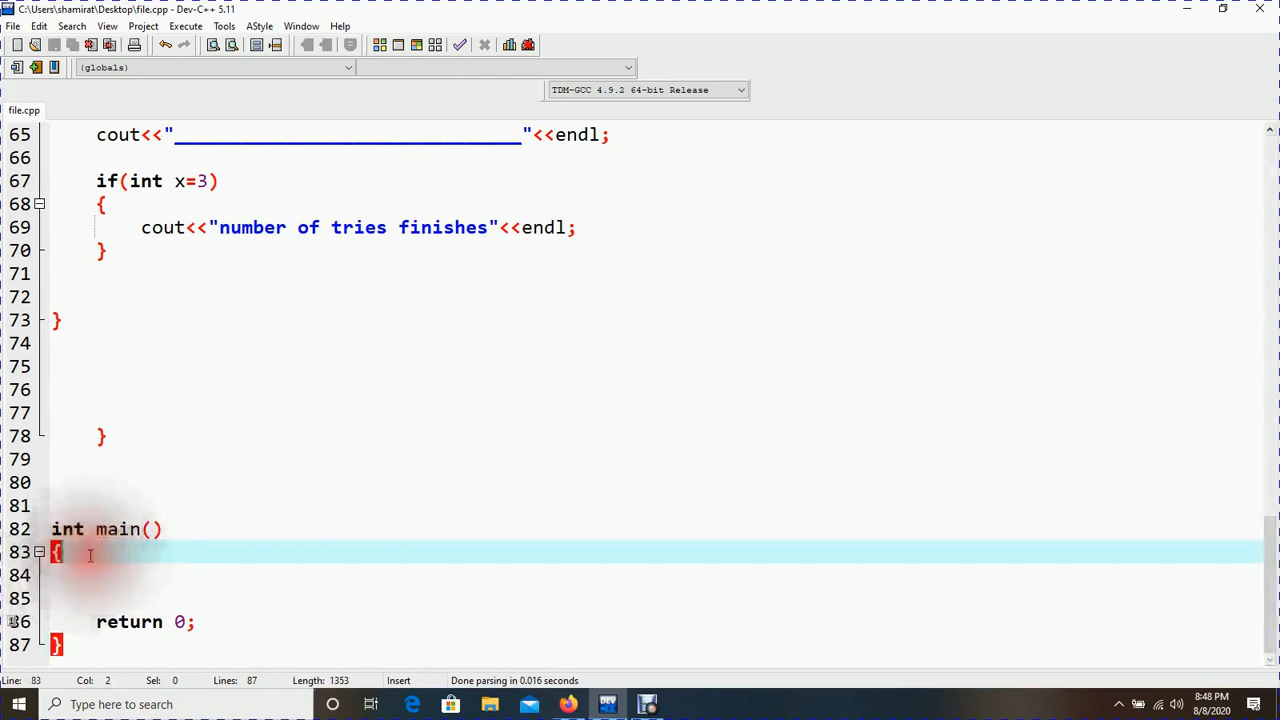 C:\Users\shamirat\Desktop\file.cpp - Dev-C++ 5.11
File Edit Search View Project Execute Tools AStyle Window Help
(globals)
TDM-GCC 4.9.2 64-bit Release
file.cpp
65 cout<<"_______________________________"<<endl;
66
67 if(int x=3)
68 {
69 cout<<"number of tries finishes"<<endl;
70 }
71
72
73 }
74
75
76
77
78 }
79
80
81
82 int main()
83 {
84
85
86 return 0;
87 }
Line: 83 Col: 2 Sel: 0 Lines: 87 Length: 1353 Insert Done parsing in 0.016 seconds
Type here to search
8:48 PM
8/8/2020